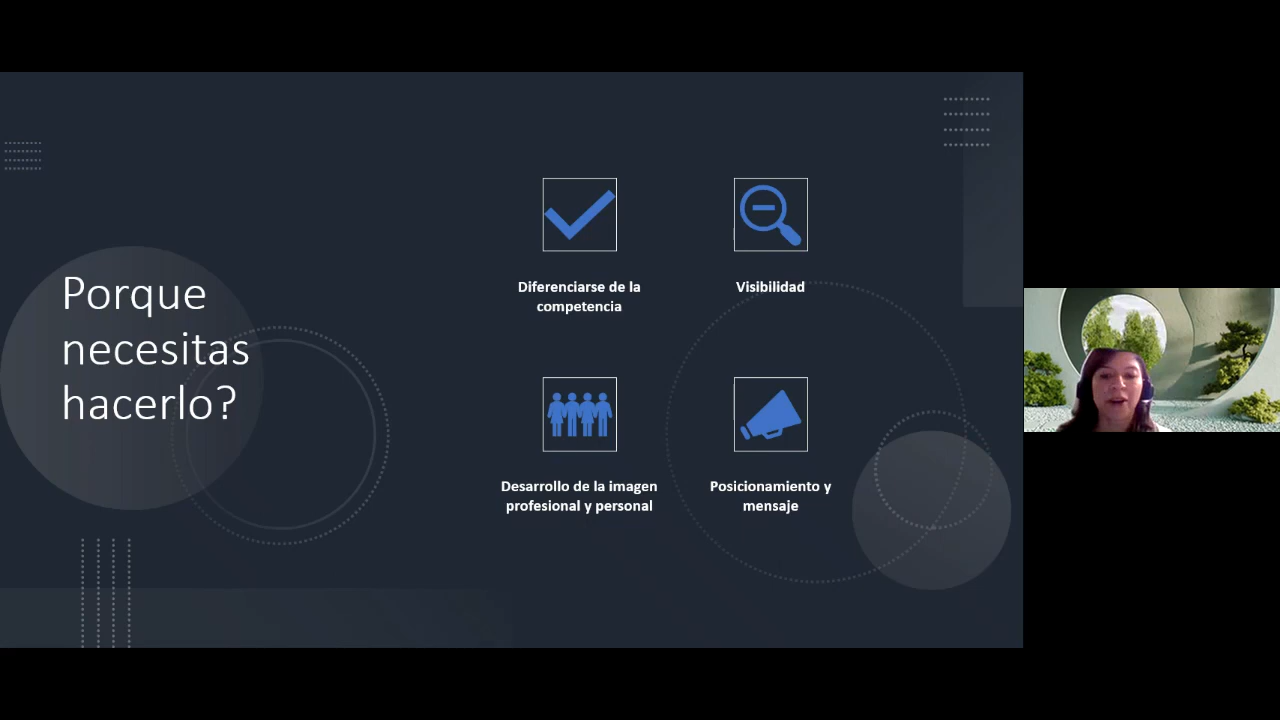 Porque
necesitas
hacerlo?
Diferenciarse de la
competencia
Visibilidad
Desarrollo de la imagen
profesional y personal
Posicionamiento y
mensaje